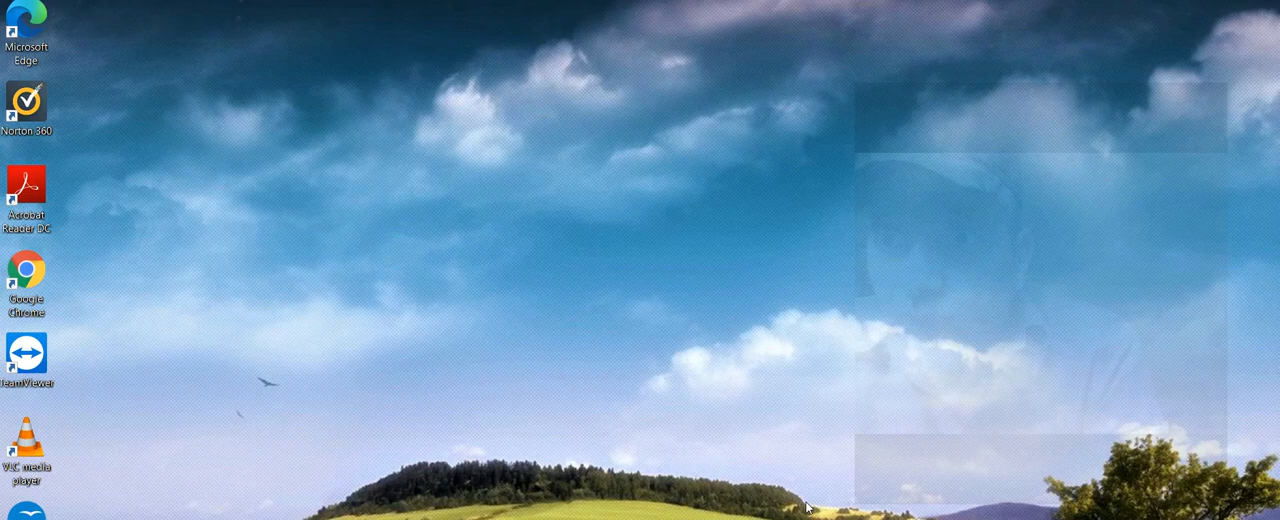 Microsoft
Edge
Norton 360
Acrobat
Reader DC
Google
Chrome
TeamViewer
VLC media
player